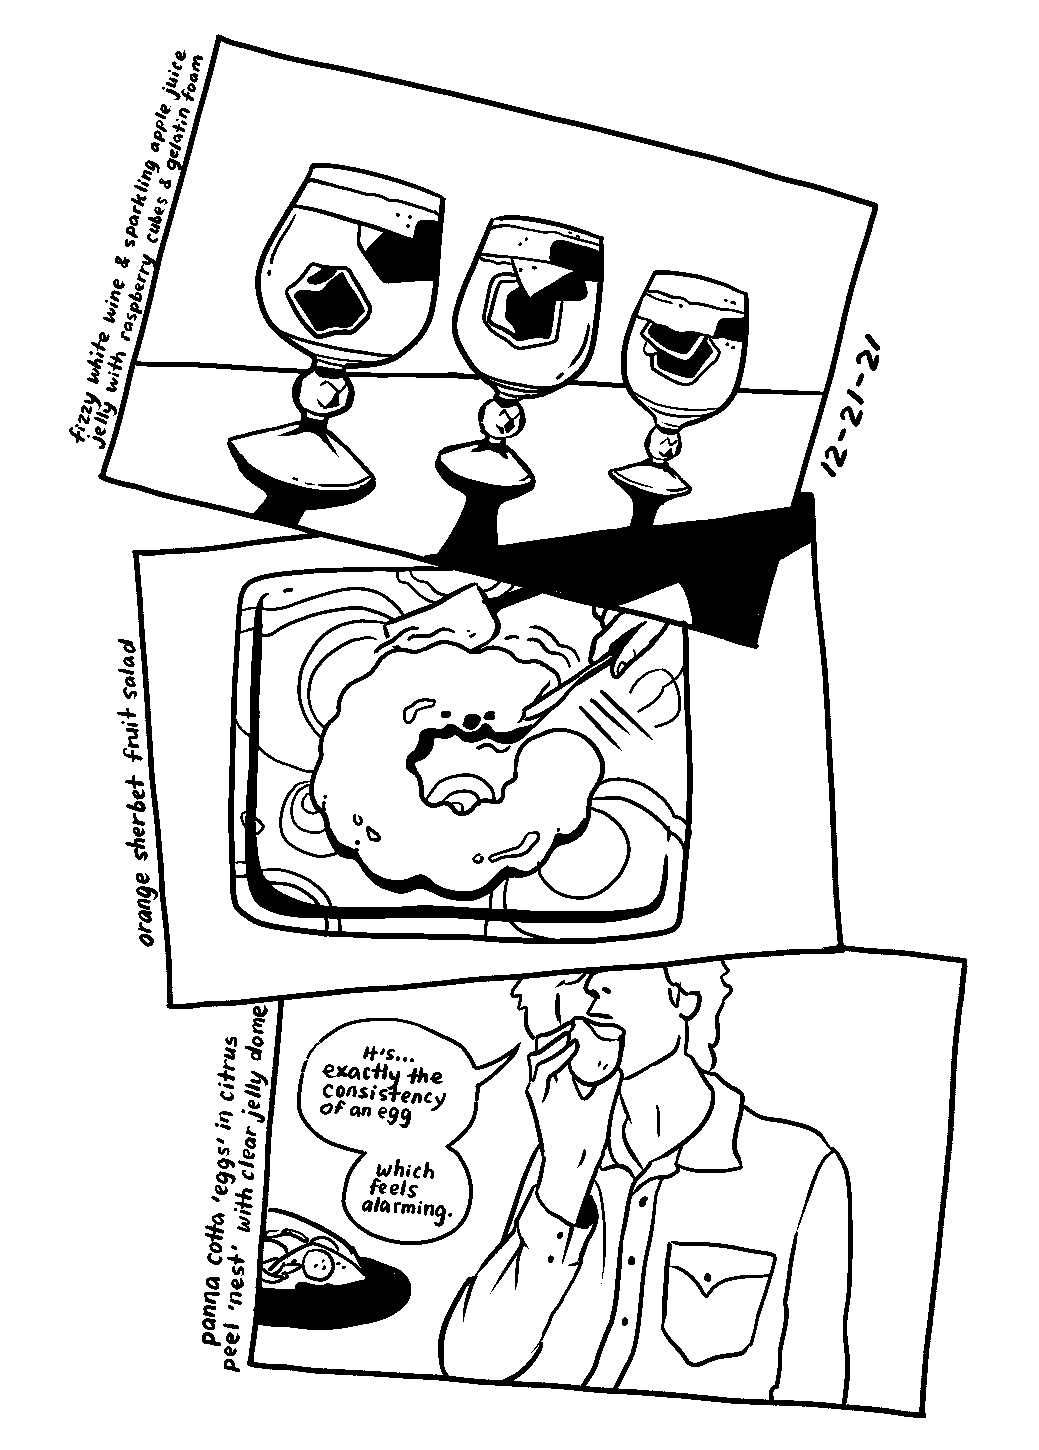 fizzy white wine & sparkling apple juice
jelly with raspberry cubes & gelatin foam
12-21-21
orange sherbet fruit salad
panna cotta 'eggs' in citrus
peel 'nest' with clear jelly dome
It's...
exactly the
consistency
of an egg
which
feels
alarming.